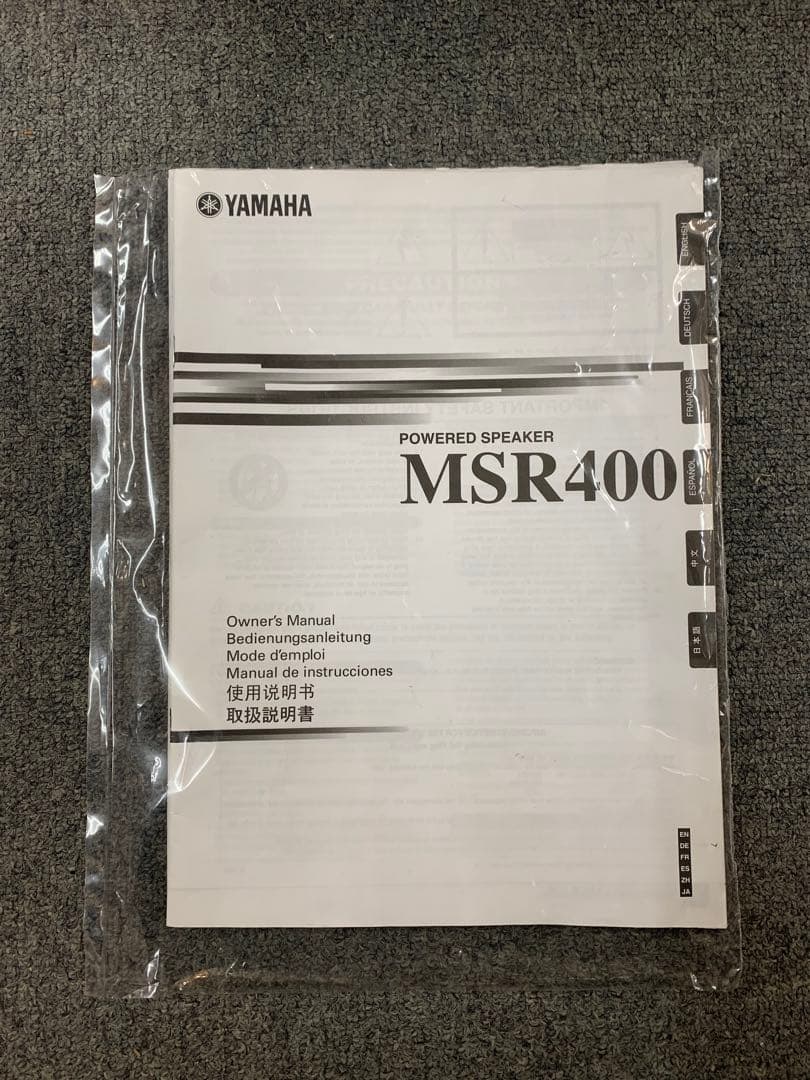 YAMAHA
ENGLISH
DEUTSCH
FRANÇAIS
ESPAÑOL
中文
日本語
POWERED SPEAKER
MSR400
Owner's Manual
Bedienungsanleitung
Mode d'emploi
Manual de instrucciones
使用说明书
取扱説明書
EN
DE
FR
ES
ZH
JA